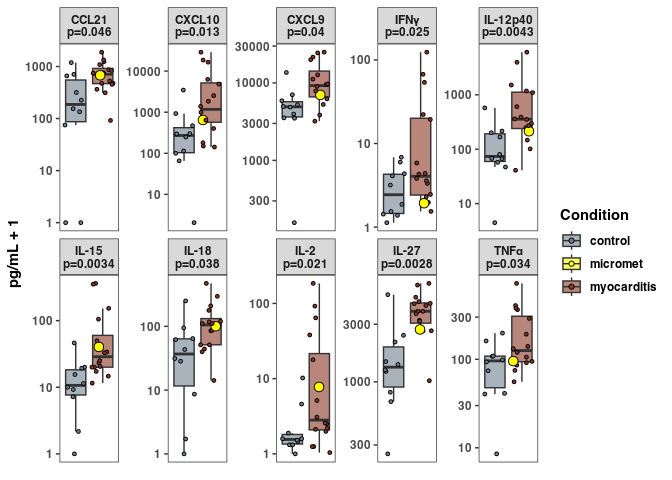 CCL21
p=0.046
CXCL10
p=0.013
CXCL9
p=0.04
IFNγ
p=0.025
IL-12p40
p=0.0043
1000
100
10
1
10000
1000
100
10
30000
10000
3000
1000
300
100
10
1
1000
100
10
pg/mL + 1
IL-15
p=0.0034
IL-18
p=0.038
IL-2
p=0.021
IL-27
p=0.0028
TNFα
p=0.034
100
10
1
100
10
1
100
10
1
3000
1000
300
300
100
30
10
Condition
control
micromet
myocarditis